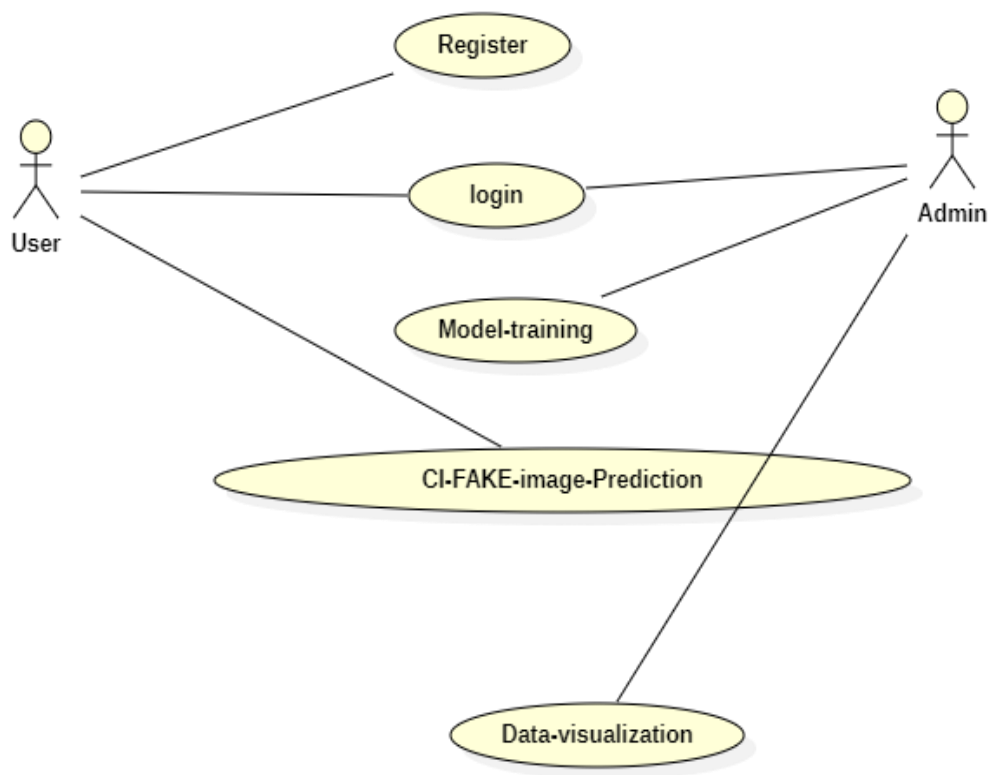 Register
login
User
Admin
Model-training
CI-FAKE-image-Prediction
Data-visualization